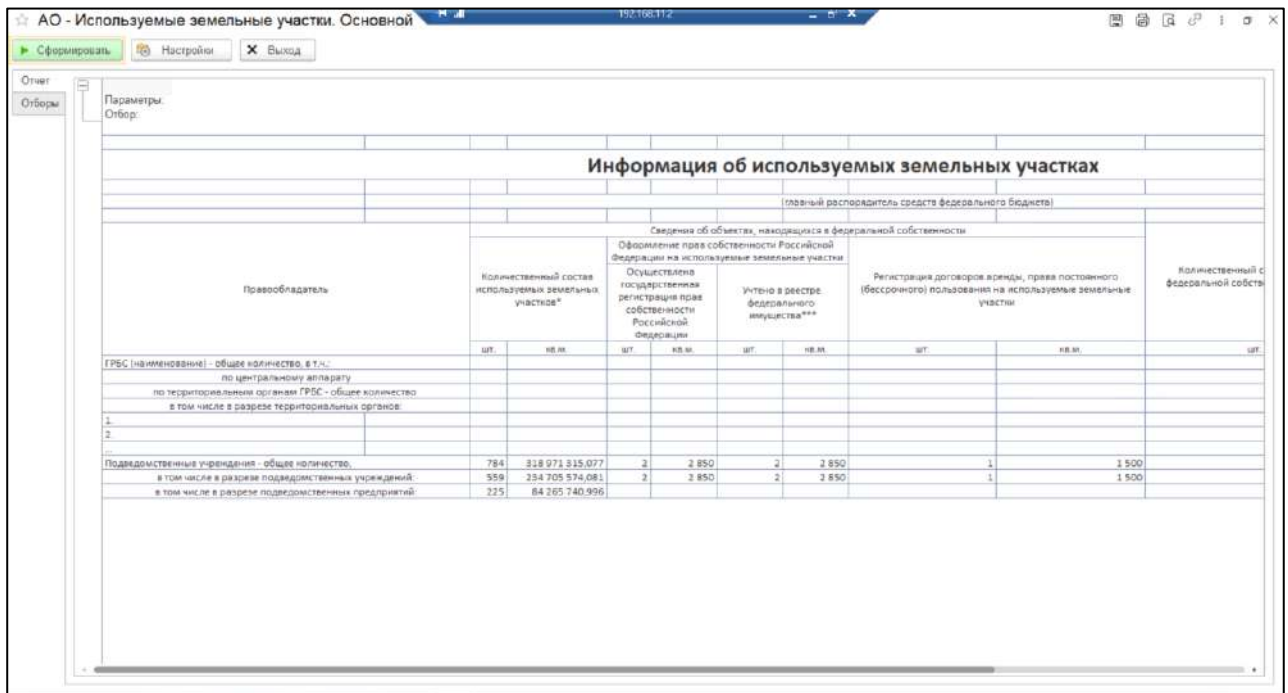 АО - Используемые земельные участки. Основной
192.168.11.2
Сформировать Настройки Выход
Отчет
Отборы
Параметры:
Отбор:
Информация об используемых земельных участках
(главный распорядитель средств федерального бюджета)
Сведения об объектах, находящихся в федеральной собственности
Правообладатель
Количественный состав
используемых земельных
участков*
Оформление прав собственности Российской
Федерации на используемые земельные участки
Осуществлена
государственная
регистрация прав
собственности
Российской
Федерации
Учтено в реестре
федерального
имущества***
Регистрация договоров аренды, права постоянного
(бессрочного) пользования на используемые земельные
участки
Количественный с
федеральной собств
шт. кв.м. шт. кв.м. шт. кв.м. шт. кв.м. шт.
ГРБС (наименование) - общее количество, в т.ч.:
по центральному аппарату
по территориальным органам ГРБС - общее количество
в том числе в разрезе территориальных органов:
1.
2.
...
Подведомственные учреждения - общее количество, 784 318 971 315,077 2 2 850 2 2 850 1 1 500
в том числе в разрезе подведомственных учреждений: 559 234 705 574,081 2 2 850 2 2 850 1 1 500
в том числе в разрезе подведомственных предприятий: 225 84 265 740,996